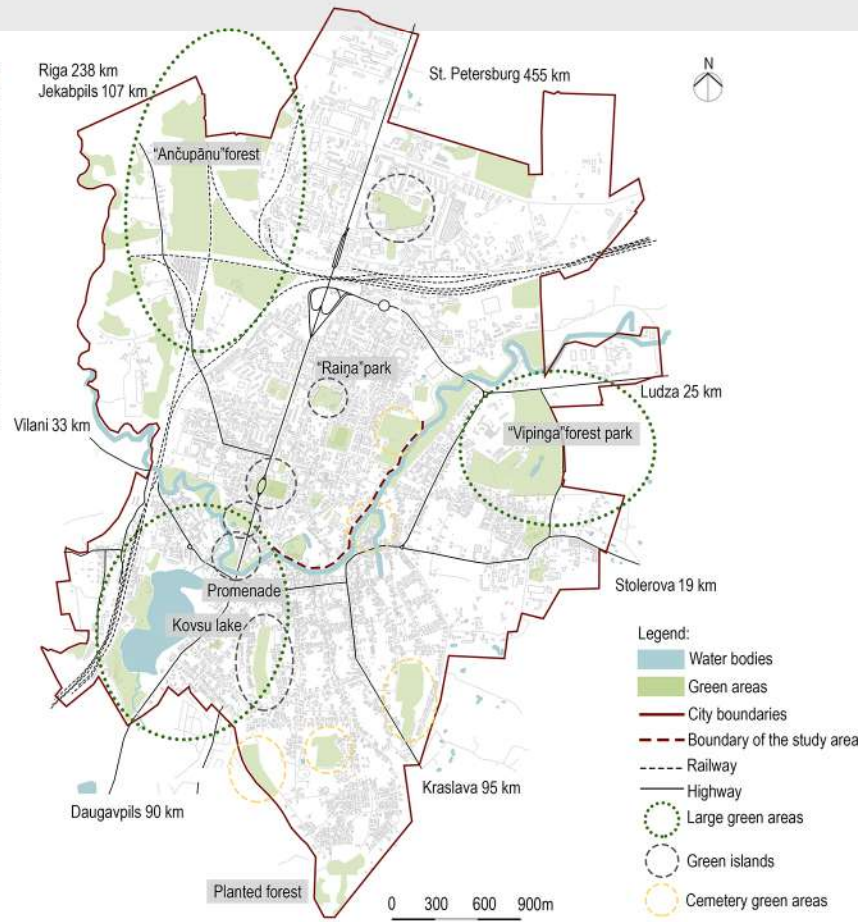 Riga 238 km
Jekabpils 107 km
St. Petersburg 455 km
N
"Ančupānu"forest
"Raiņa"park
Ludza 25 km
Vilani 33 km
"Vipinga"forest park
Stolerova 19 km
Promenade
Kovsu lake
Legend:
Water bodies
Green areas
City boundaries
Boundary of the study area
Railway
Highway
Large green areas
Green islands
Cemetery green areas
Kraslava 95 km
Daugavpils 90 km
Planted forest
0 300 600 900m